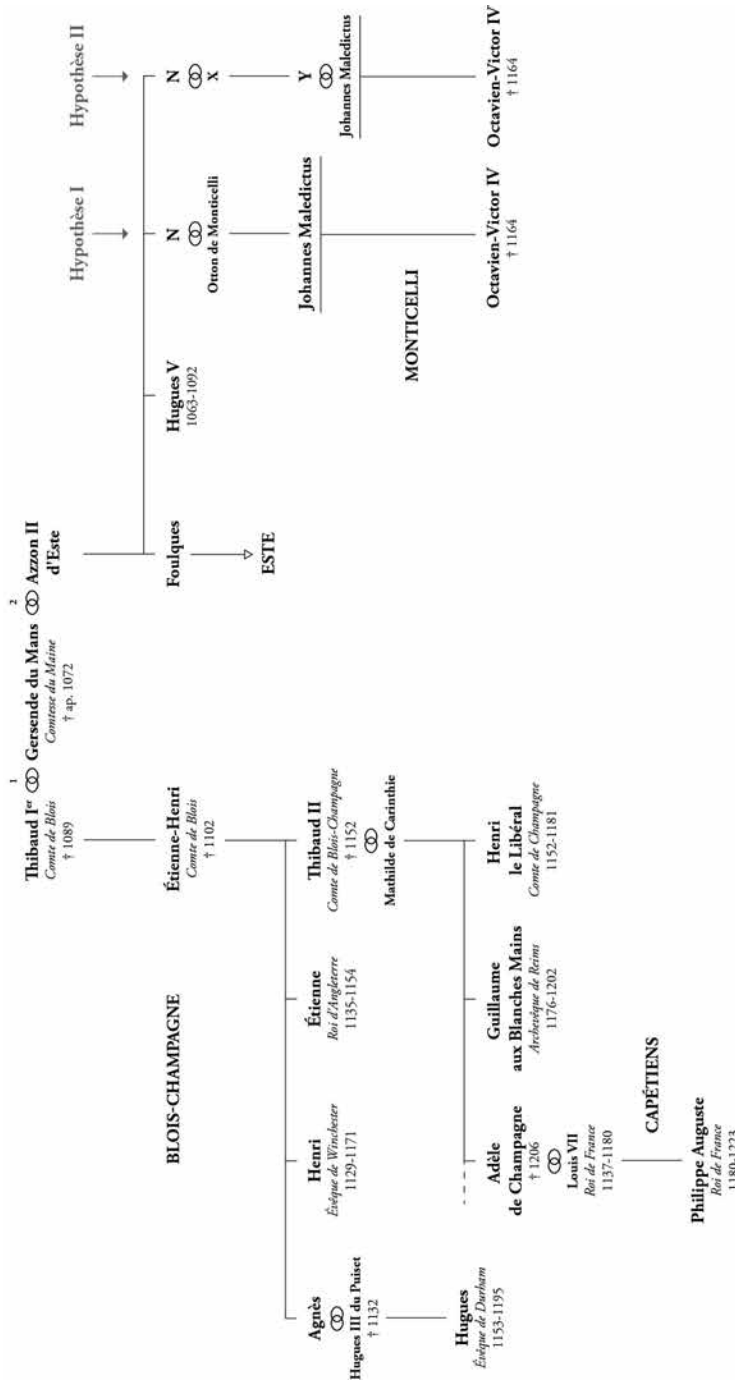 Thibaud Ier
Comte de Blois
† 1089
1
Gersende du Mans
Comtesse du Maine
† ap. 1072
2
Azzon II
d'Este
Hypothèse I
Hypothèse II
Étienne-Henri
Comte de Blois
† 1102
Foulques
ESTE
Hugues V
1063-1092
N
Otton de Monticelli
N
X
BLOIS-CHAMPAGNE
Agnès
Hugues III du Puiset
† 1132
Henri
Évêque de Winchester
1129-1171
Étienne
Roi d'Angleterre
1135-1154
Thibaud II
Comte de Blois-Champagne
† 1152
Mathilde de Carinthie
Johannes Maledictus
Y
Johannes Maledictus
MONTICELLI
Hugues
Évêque de Durham
1153-1195
Adèle
de Champagne
† 1206
Louis VII
Roi de France
1137-1180
Guillaume
aux Blanches Mains
Archevêque de Reims
1176-1202
Henri
le Libéral
Comte de Champagne
1152-1181
Octavien-Victor IV
† 1164
Octavien-Victor IV
† 1164
CAPÉTIENS
Philippe Auguste
Roi de France
1180-1223